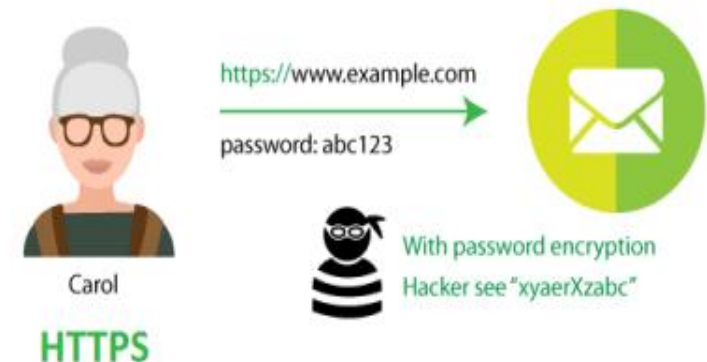 https://www.example.com
password: abc123
With password encryption
Hacker see "xyaerXzabc"
Carol
HTTPS